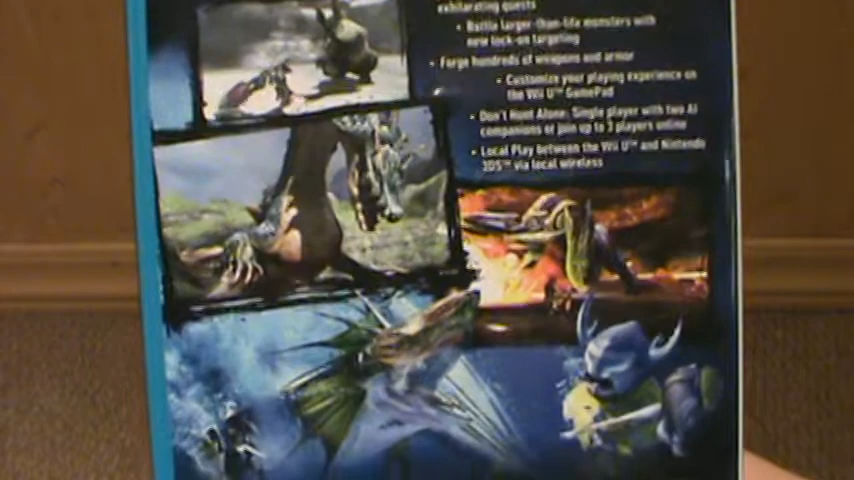 exhilarating quests
• Battle larger-than-life monsters with
new lock-on targeting
• Forge hundreds of weapons and armor
• Customize your playing experience on
the Wii U™ GamePad
• Don't Hunt Alone: Single player with two AI
companions or join up to 3 players online
• Local Play between the Wii U™ and Nintendo
3DS™ via local wireless